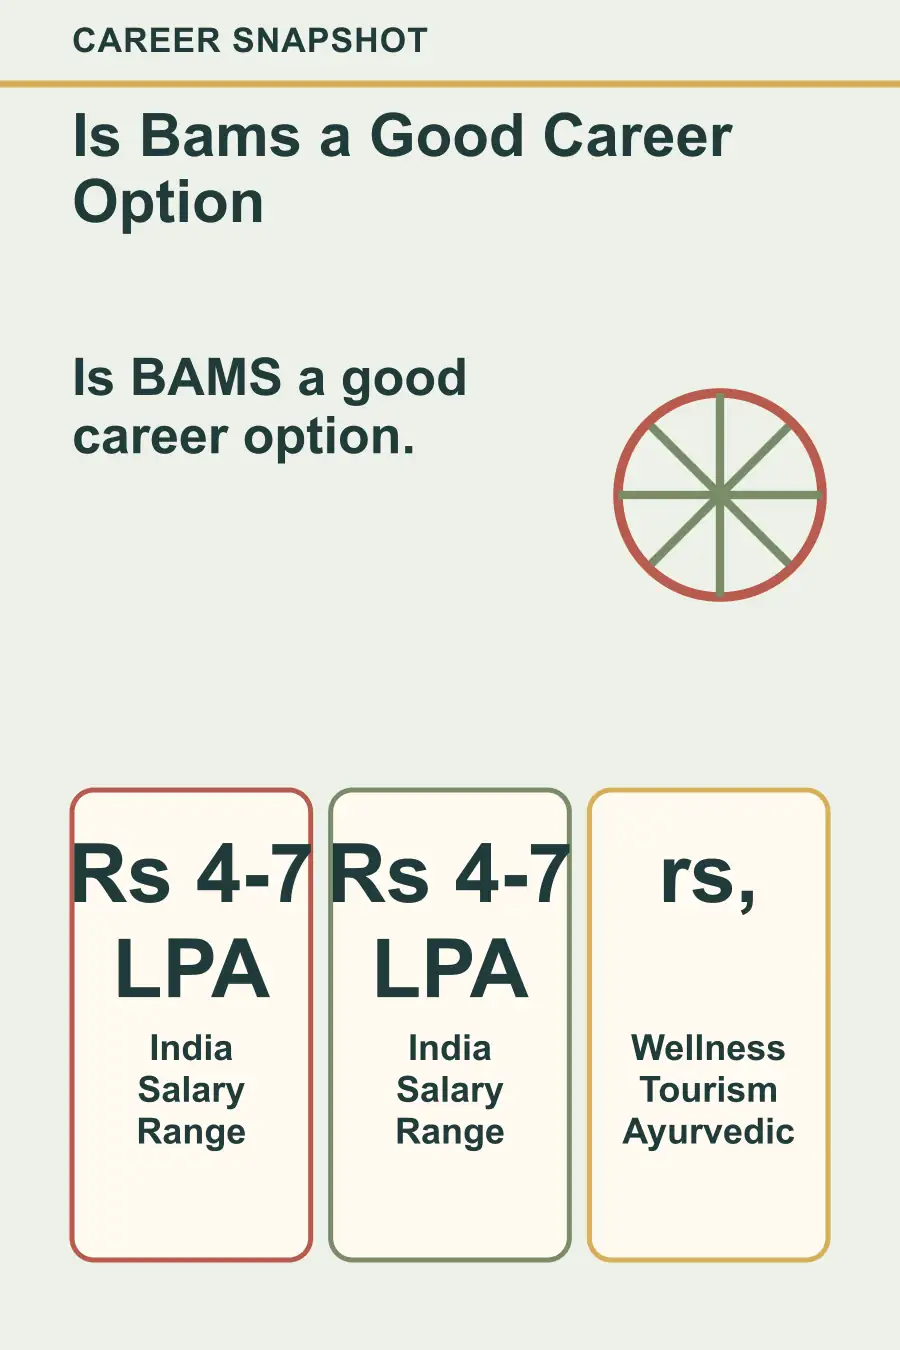 CAREER SNAPSHOT
Is Bams a Good Career
Option
Is BAMS a good
career option.
Rs 4-7
LPA
India
Salary
Range
Rs 4-7
LPA
India
Salary
Range
rs,
Wellness
Tourism
Ayurvedic